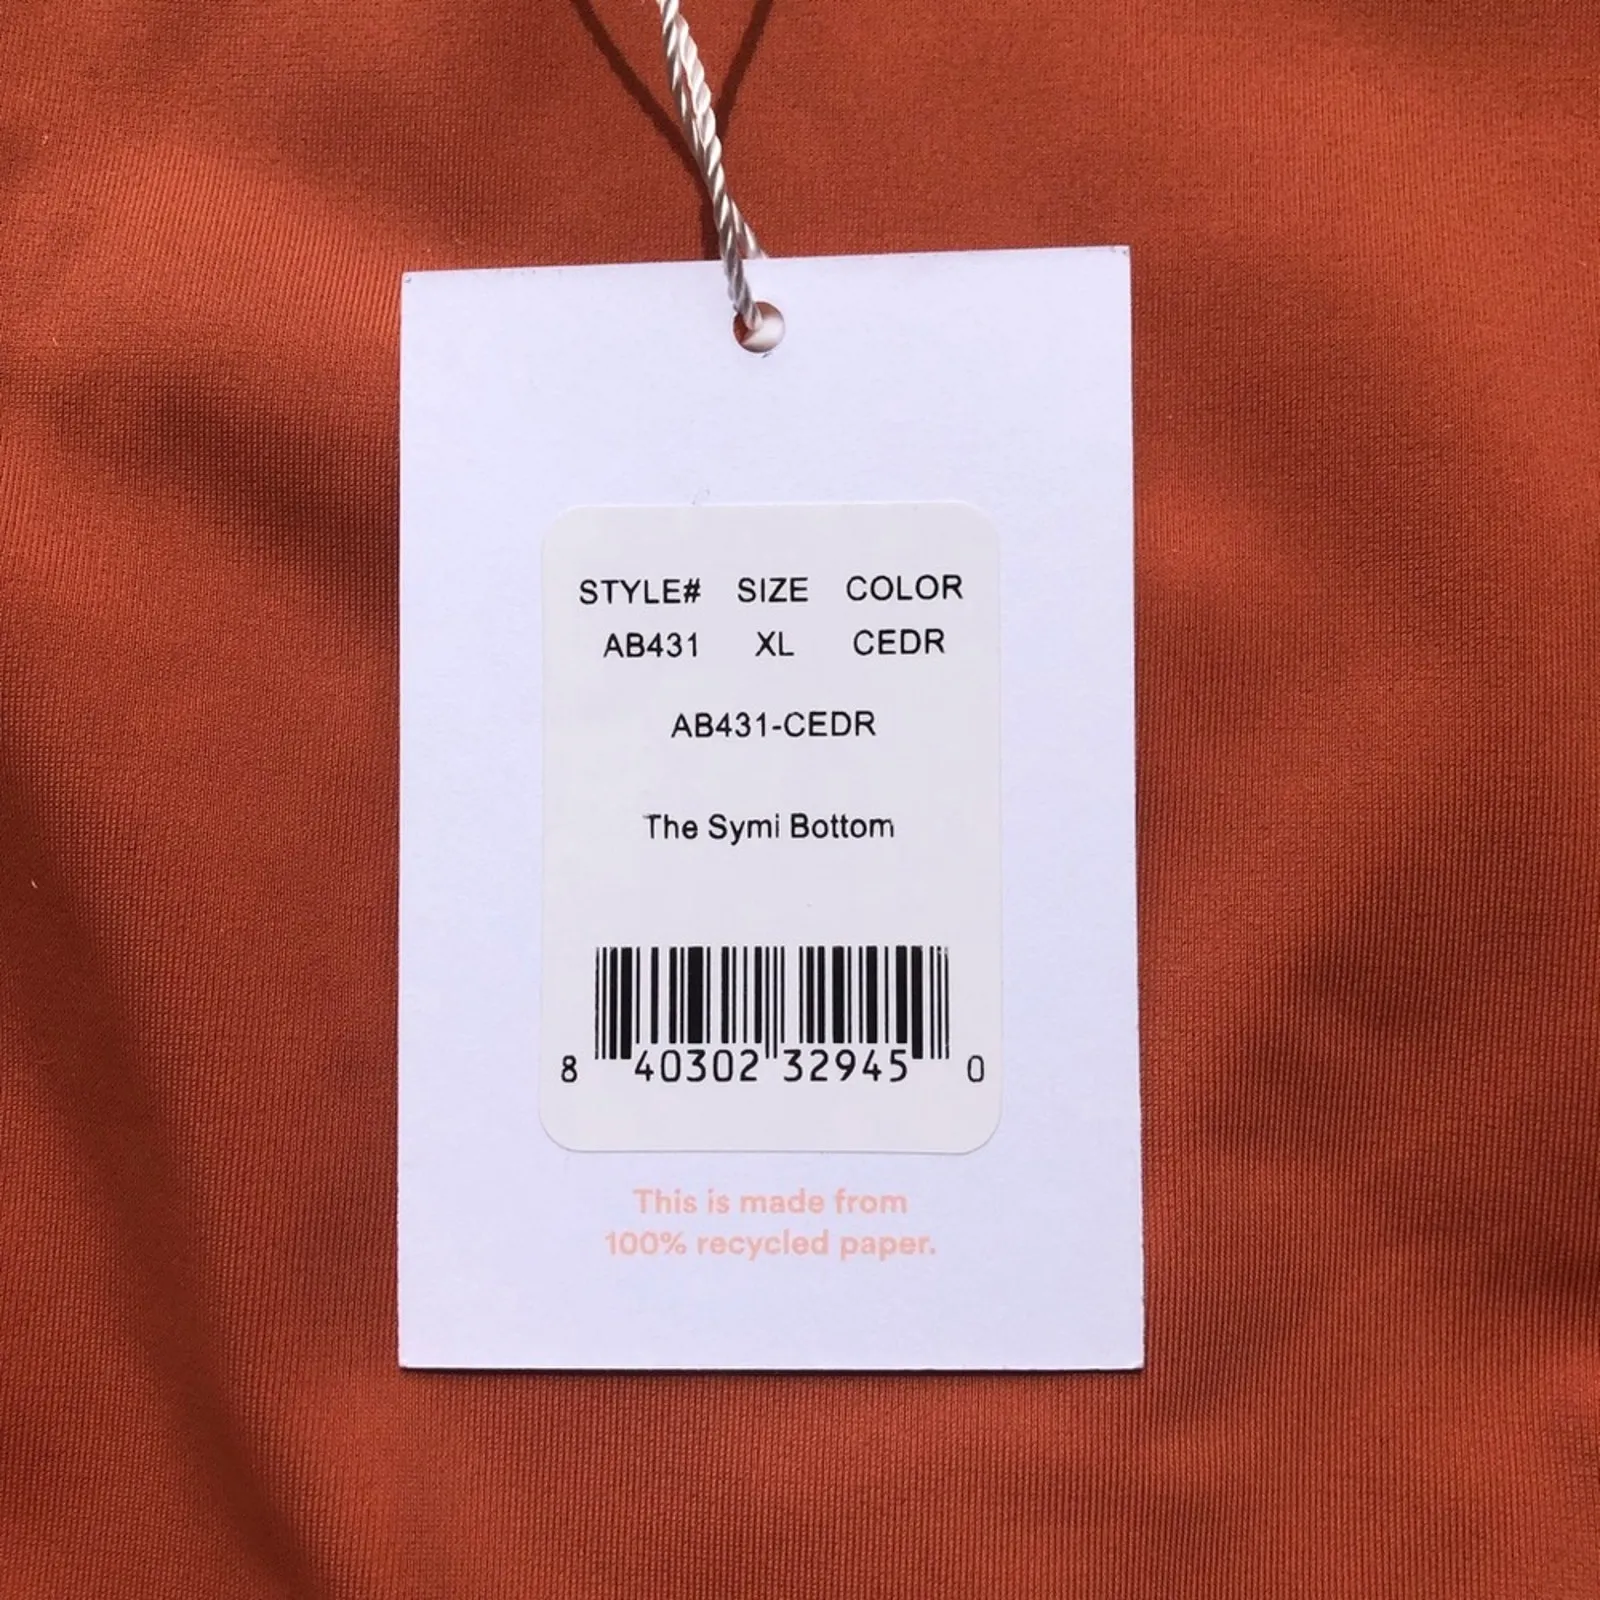 STYLE# SIZE COLOR
AB431 XL CEDR
AB431-CEDR
The Symi Bottom
8 40302 32945 0
This is made from
100% recycled paper.